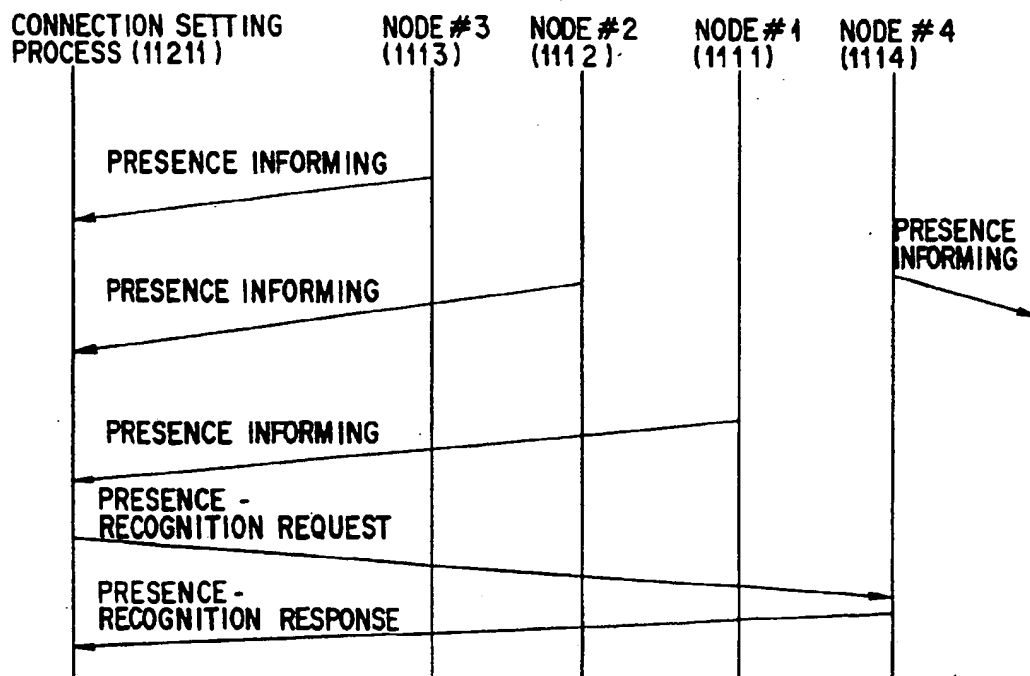 CONNECTION SETTING
PROCESS (11211)
NODE #3
(1113)
NODE #2
(1112)
NODE #1
(1111)
NODE #4
(1114)
PRESENCE INFORMING
PRESENCE
INFORMING
PRESENCE INFORMING
PRESENCE INFORMING
PRESENCE -
RECOGNITION REQUEST
PRESENCE -
RECOGNITION RESPONSE